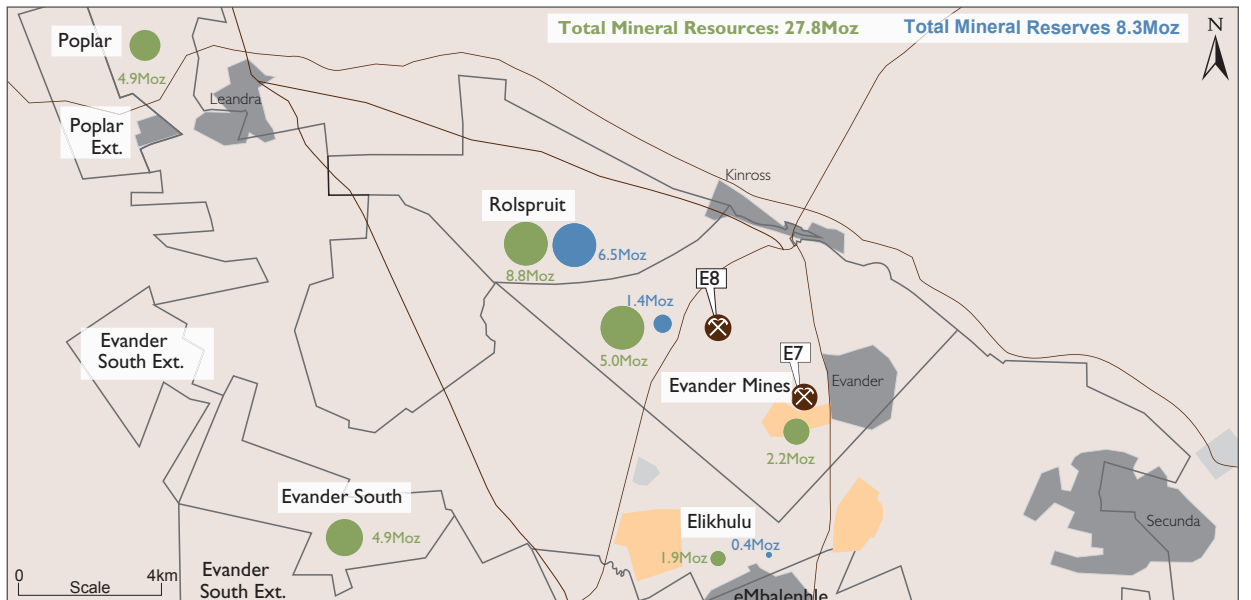 Total Mineral Resources: 27.8Moz
Total Mineral Reserves 8.3Moz
N
Poplar
4.9Moz
Leandra
Poplar
Ext.
Kinross
Rolspruit
6.5Moz
8.8Moz
E8
1.4Moz
5.0Moz
E7
Evander
South Ext.
Evander Mines
Evander
2.2Moz
Evander South
4.9Moz
Elikhulu
0.4Moz
1.9Moz
Secunda
Evander
South Ext.
0
Scale
4km
eMbalenhle